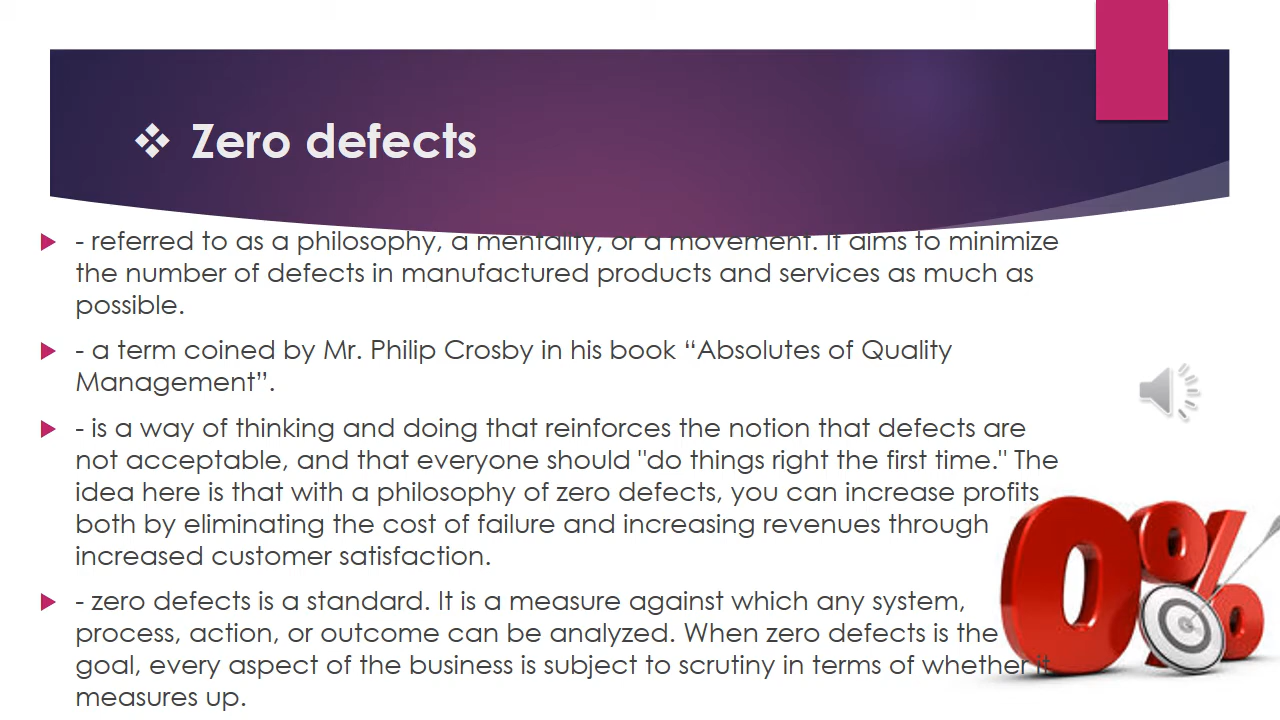 ❖ Zero defects
- referred to as a philosophy, a mentality, or a movement. It aims to minimize
the number of defects in manufactured products and services as much as
possible.
- a term coined by Mr. Philip Crosby in his book “Absolutes of Quality
Management”.
- is a way of thinking and doing that reinforces the notion that defects are
not acceptable, and that everyone should "do things right the first time." The
idea here is that with a philosophy of zero defects, you can increase profits
both by eliminating the cost of failure and increasing revenues through
increased customer satisfaction.
- zero defects is a standard. It is a measure against which any system,
process, action, or outcome can be analyzed. When zero defects is the
goal, every aspect of the business is subject to scrutiny in terms of whether it
measures up.
0%